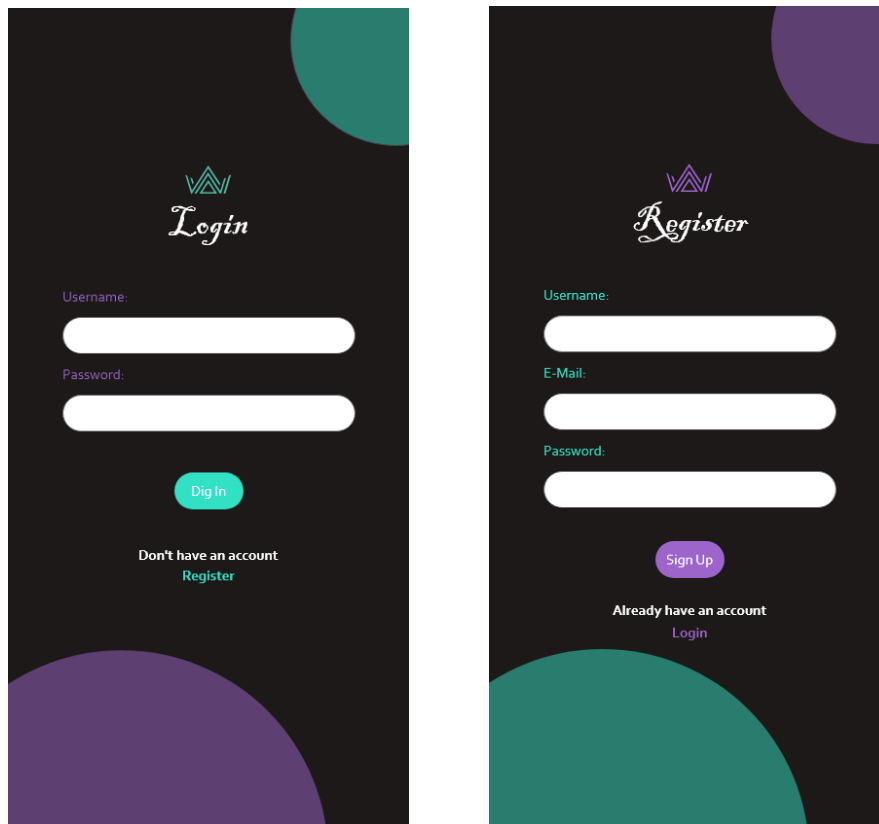 Login
Username:
Password:
Dig In
Don't have an account
Register
Register
Username:
E-Mail:
Password:
Sign Up
Already have an account
Login